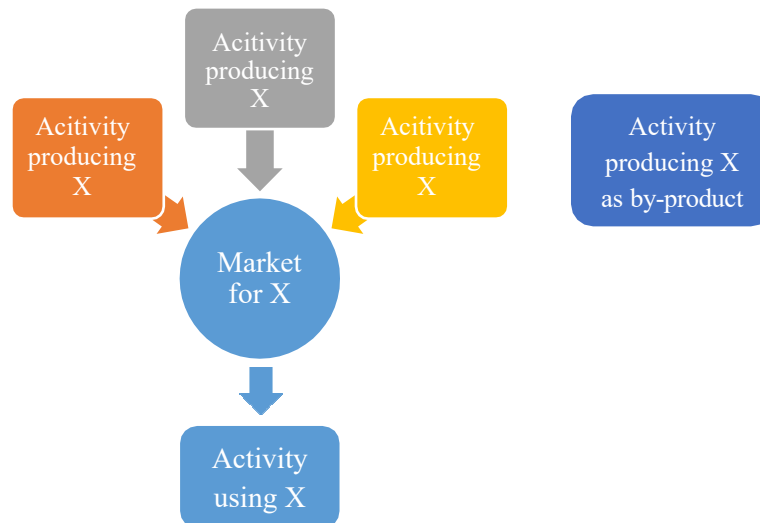 Acitivity
producing
X
Acitivity
producing
X
Acitivity
producing
X
Activity
producing X
as by-product
Market
for X
Activity
using X